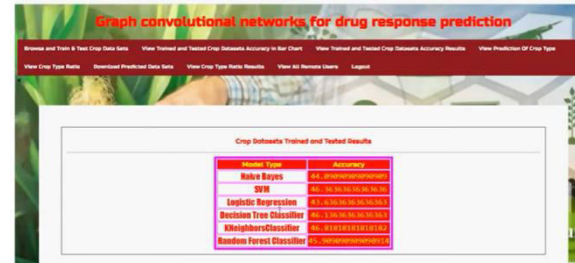 Graph convolutional networks for drug response prediction
Browse and Train & Test Crop Data Sets View Trained and Tested Crop Datasets Accuracy in Bar Chart View Trained and Tested Crop Datasets Accuracy Results View Prediction Of Crop Type
View Crop Type Ratio Download Predicted Data Sets View Crop Type Ratio Results View All Remote Users Logout
Crop Datasets Trained and Tested Results
Model Type Accuracy
Naive Bayes 44.0909090909090909
SVM 46.36363636363636
Logistic Regression 43.63636363636363
Decision Tree Classifier 46.13636363636363
KNeighborsClassifier
Random Forest Classifier 45.909090909090914